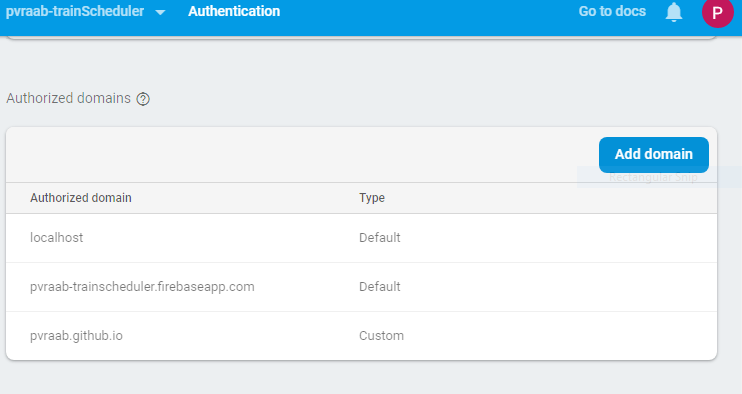 pvraab-trainScheduler Authentication Go to docs P
Authorized domains ?
Add domain
Rectangular Snip
Authorized domain Type
localhost Default
pvraab-trainscheduler.firebaseapp.com Default
pvraab.github.io Custom